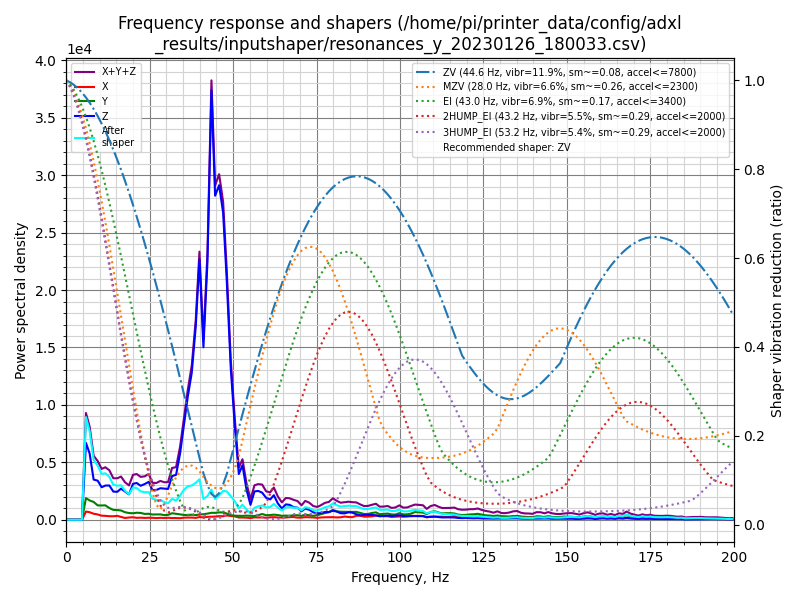 Frequency response and shapers (/home/pi/printer_data/config/adxl
_results/inputshaper/resonances_y_20230126_180033.csv)
1e4
X+Y+Z
X
Y
Z
After
shaper
ZV (44.6 Hz, vibr=11.9%, sm~=0.08, accel<=7800)
MZV (28.0 Hz, vibr=6.6%, sm~=0.26, accel<=2300)
EI (43.0 Hz, vibr=6.9%, sm~=0.17, accel<=3400)
2HUMP_EI (43.2 Hz, vibr=5.5%, sm~=0.29, accel<=2000)
3HUMP_EI (53.2 Hz, vibr=5.4%, sm~=0.29, accel<=2000)
Recommended shaper: ZV
Power spectral density
4.0
3.5
3.0
2.5
2.0
1.5
1.0
0.5
0.0
1.0
0.8
0.6
0.4
0.2
0.0
Shaper vibration reduction (ratio)
0 25 50 75 100 125 150 175 200
Frequency, Hz